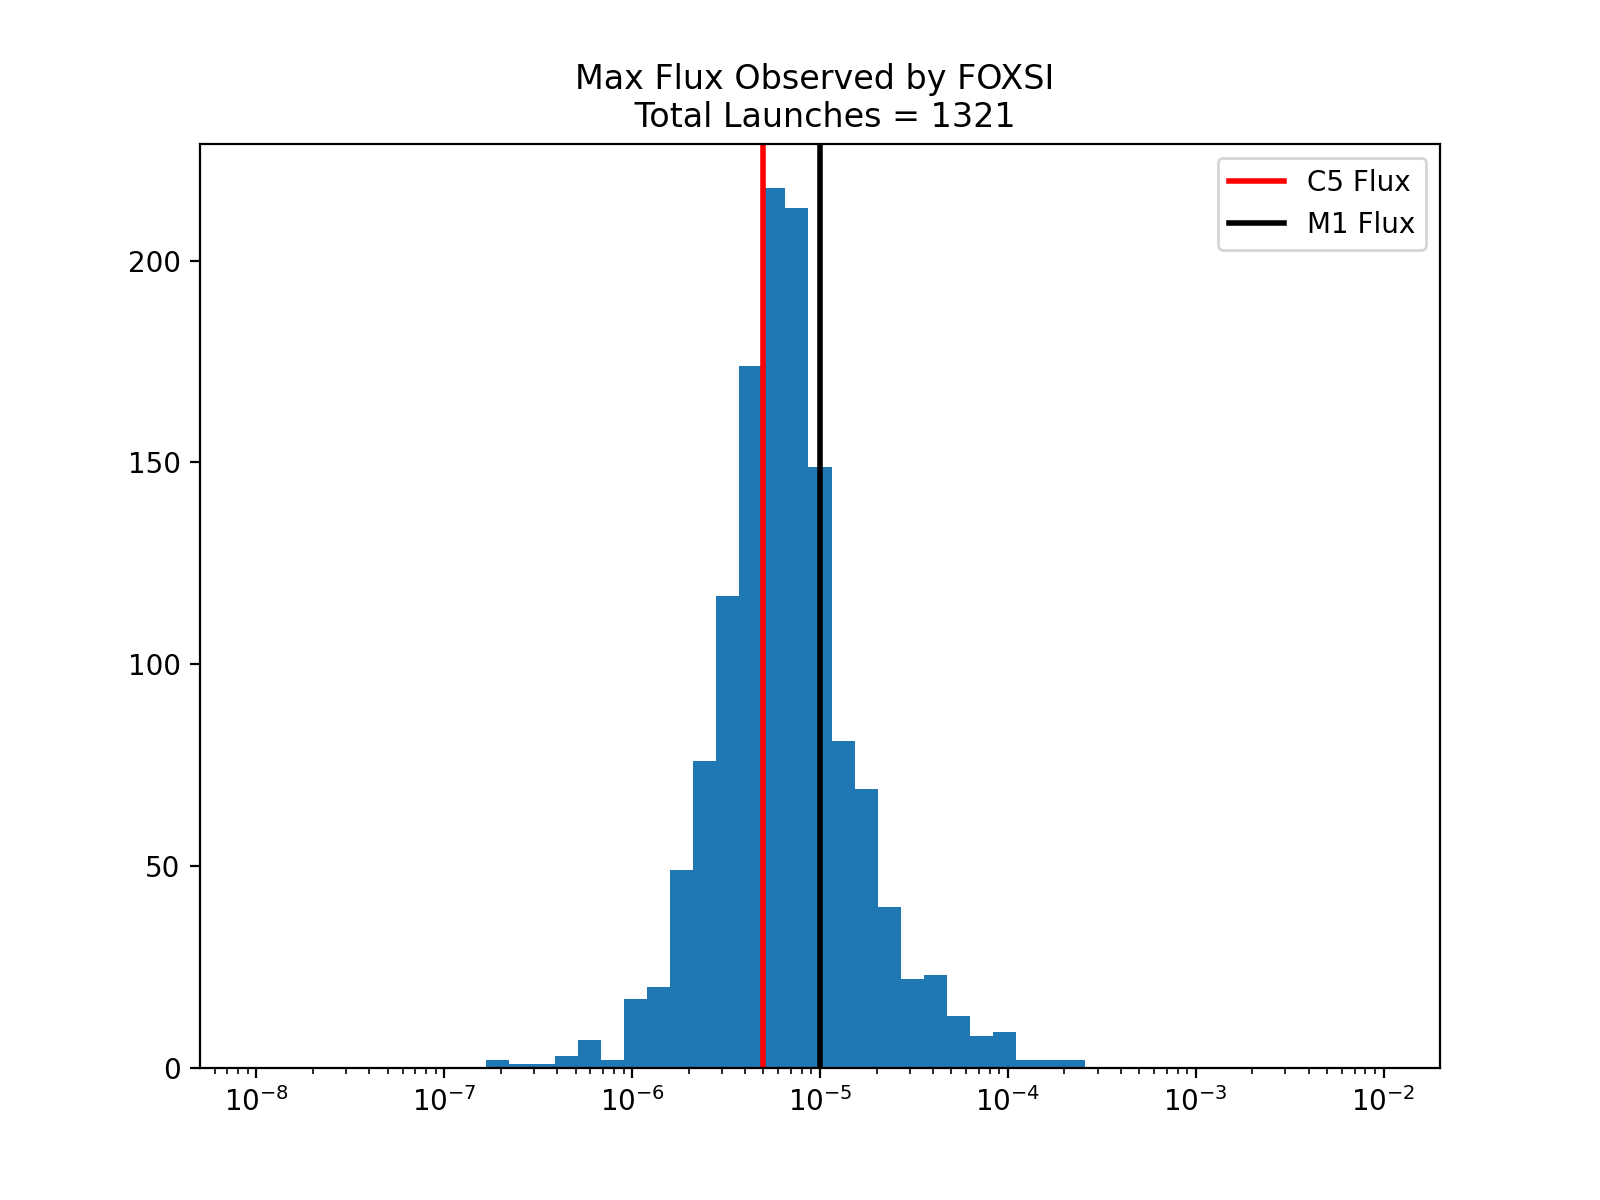 Max Flux Observed by FOXSI
Total Launches = 1321
C5 Flux
M1 Flux
200
150
100
50
0
10⁻⁸ 10⁻⁷ 10⁻⁶ 10⁻⁵ 10⁻⁴ 10⁻³ 10⁻²